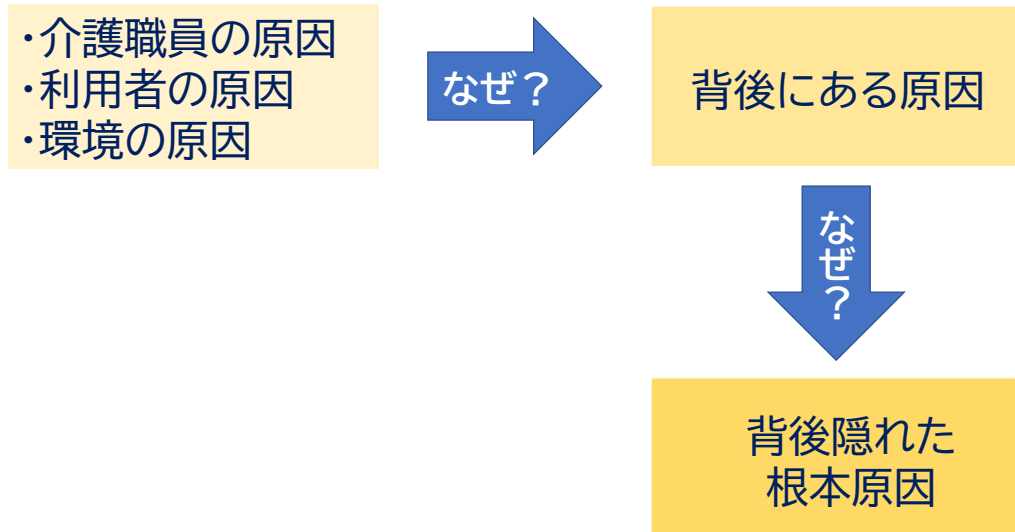 ・介護職員の原因
・利用者の原因
・環境の原因
なぜ？
背後にある原因
なぜ？
背後隠れた
根本原因